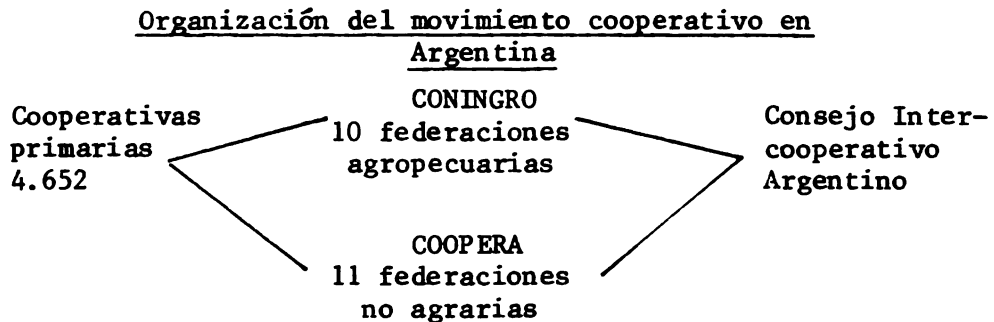 Organización del movimiento cooperativo en
Argentina
Cooperativas
primarias
4.652
CONINGRO
10 federaciones
agropecuarias
COOPERA
11 federaciones
no agrarias
Consejo Inter-
cooperativo
Argentino